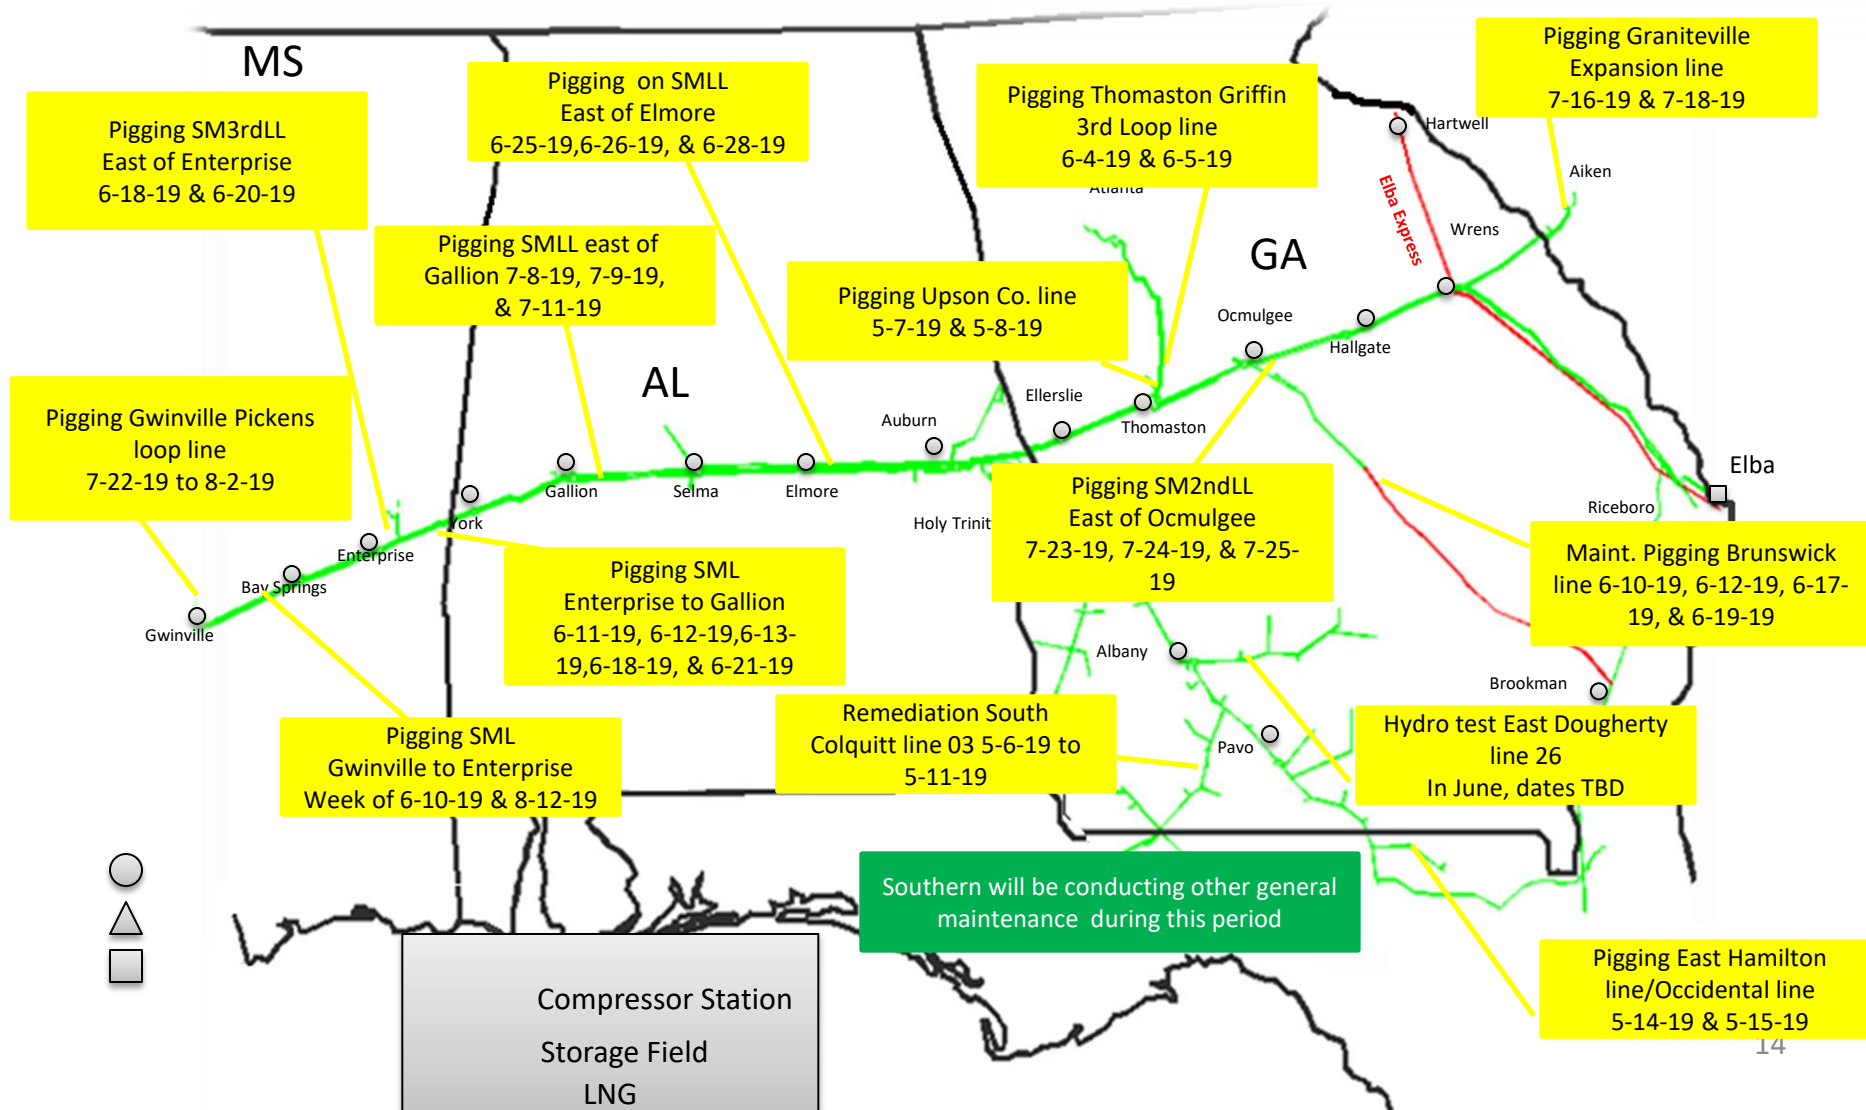 MS
Pigging SM3rdLL
East of Enterprise
6-18-19 & 6-20-19
Pigging  on SMLL
East of Elmore
6-25-19,6-26-19, & 6-28-19
Pigging Thomaston Griffin
3rd Loop line
6-4-19 & 6-5-19
Pigging Graniteville
Expansion line
7-16-19 & 7-18-19
Hartwell
Atlanta
Aiken
Elba Express
Wrens
Pigging SMLL east of
Gallion 7-8-19, 7-9-19,
& 7-11-19
GA
Pigging Upson Co. line
5-7-19 & 5-8-19
Ocmulgee
Hallgate
AL
Pigging Gwinville Pickens
loop line
7-22-19 to 8-2-19
Ellerslie
Auburn
Thomaston
Gallion
Selma
Elmore
York
Holy Trinit
Pigging SM2ndLL
East of Ocmulgee
7-23-19, 7-24-19, & 7-25-
19
Elba
Riceboro
Enterprise
Bay Springs
Gwinville
Pigging SML
Enterprise to Gallion
6-11-19, 6-12-19,6-13-
19,6-18-19, & 6-21-19
Maint. Pigging Brunswick
line 6-10-19, 6-12-19, 6-17-
19, & 6-19-19
Albany
Brookman
Pigging SML
Gwinville to Enterprise
Week of 6-10-19 & 8-12-19
Remediation South
Colquitt line 03 5-6-19 to
5-11-19
Pavo
Hydro test East Dougherty
line 26
In June, dates TBD
Southern will be conducting other general
maintenance  during this period
Pigging East Hamilton
line/Occidental line
5-14-19 & 5-15-19
14
Compressor Station
Storage Field
LNG